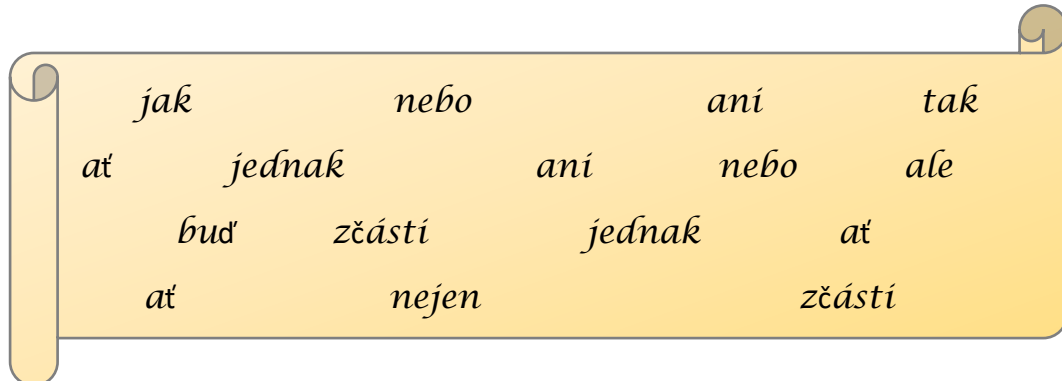 jak nebo ani tak
ať jednak ani nebo ale
buď zčásti jednak ať
ať nejen zčásti